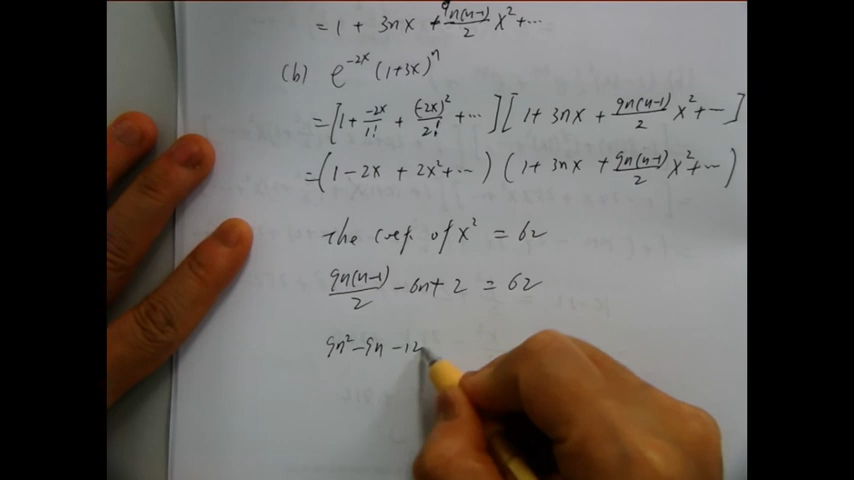 = 1 + 3nx + 9n(n-1)/2 x² + ...
(b) e^(-2x) (1+3x)^n
= [1 + -2x/1! + (-2x)²/2! + ... ] [1 + 3nx + 9n(n-1)/2 x² + ... ]
= (1 - 2x + 2x² + ... ) (1 + 3nx + 9n(n-1)/2 x² + ... )
The coef. of x² = 62
9n(n-1)/2 - 6n + 2 = 62
9n² - 9n - 12